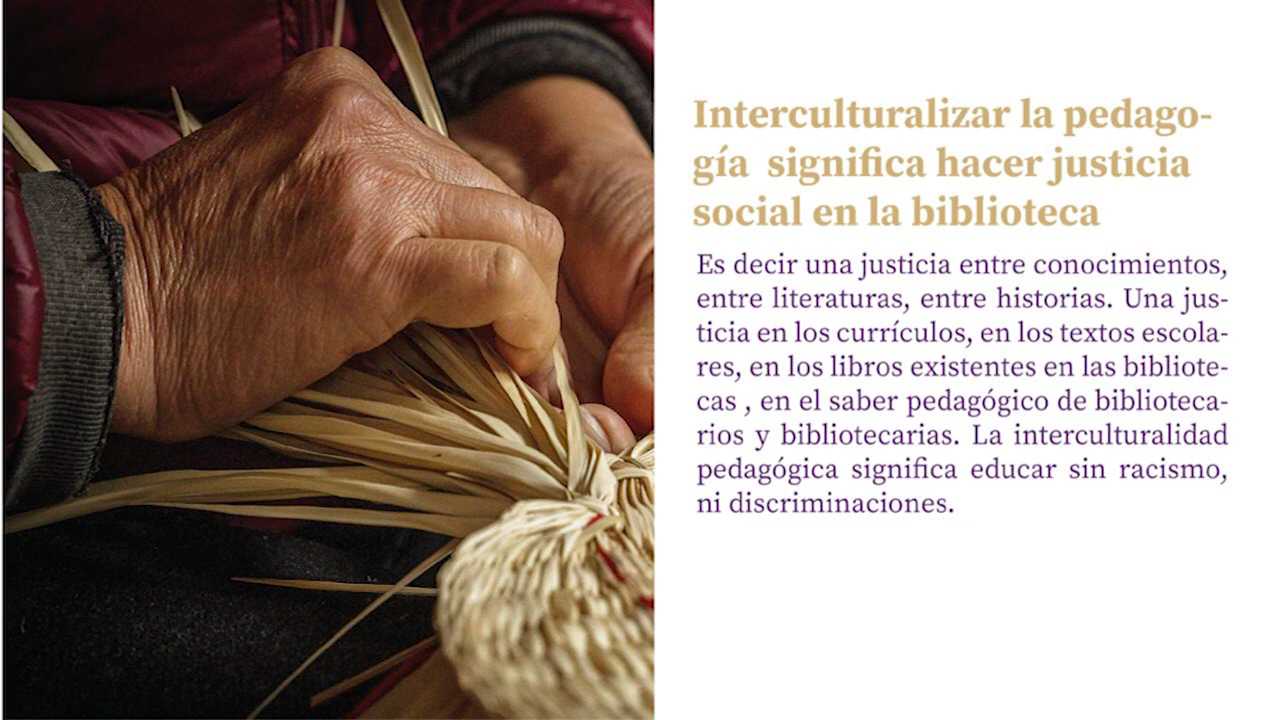 Interculturalizar la pedago-
gía  significa hacer justicia
social en la biblioteca
Es decir una justicia entre conocimientos,
entre literaturas, entre historias. Una jus-
ticia en los currículos, en los textos escola-
res, en los libros existentes en las bibliote-
cas , en el saber pedagógico de biblioteca-
rios y bibliotecarias. La interculturalidad
pedagógica significa educar sin racismo,
ni discriminaciones.